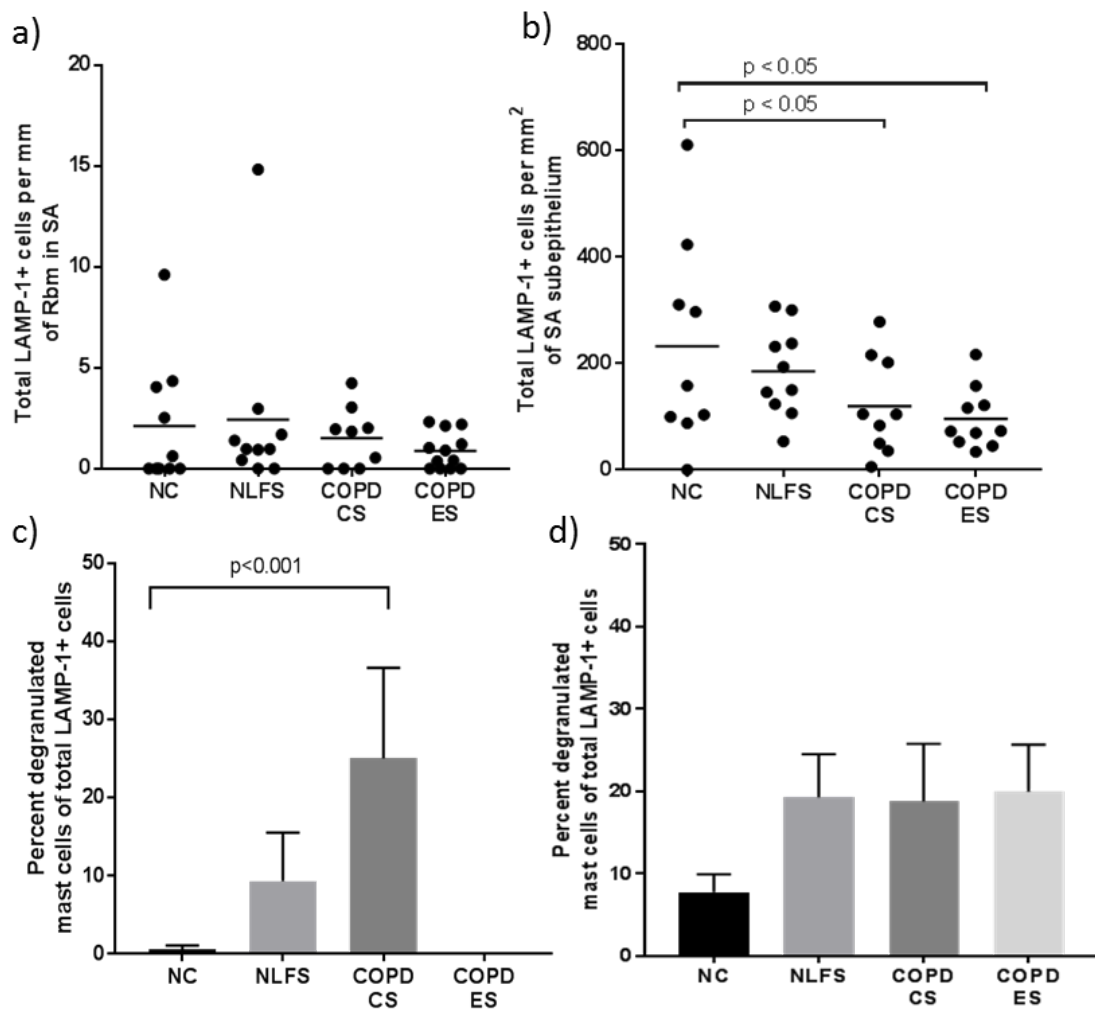 a)
Total LAMP-1+ cells per mm
of Rbm in SA
20
15
10
5
0
NC
NLFS
COPD
CS
COPD
ES
b)
Total LAMP-1+ cells per mm²
of SA subepithelium
800
600
400
200
0
p < 0.05
p < 0.05
NC
NLFS
COPD
CS
COPD
ES
c)
Percent degranulated
mast cells of total LAMP-1+ cells
50
40
30
20
10
0
p<0.001
NC
NLFS
COPD
CS
COPD
ES
d)
Percent degranulated
mast cells of total LAMP-1+ cells
50
40
30
20
10
0
NC
NLFS
COPD
CS
COPD
ES